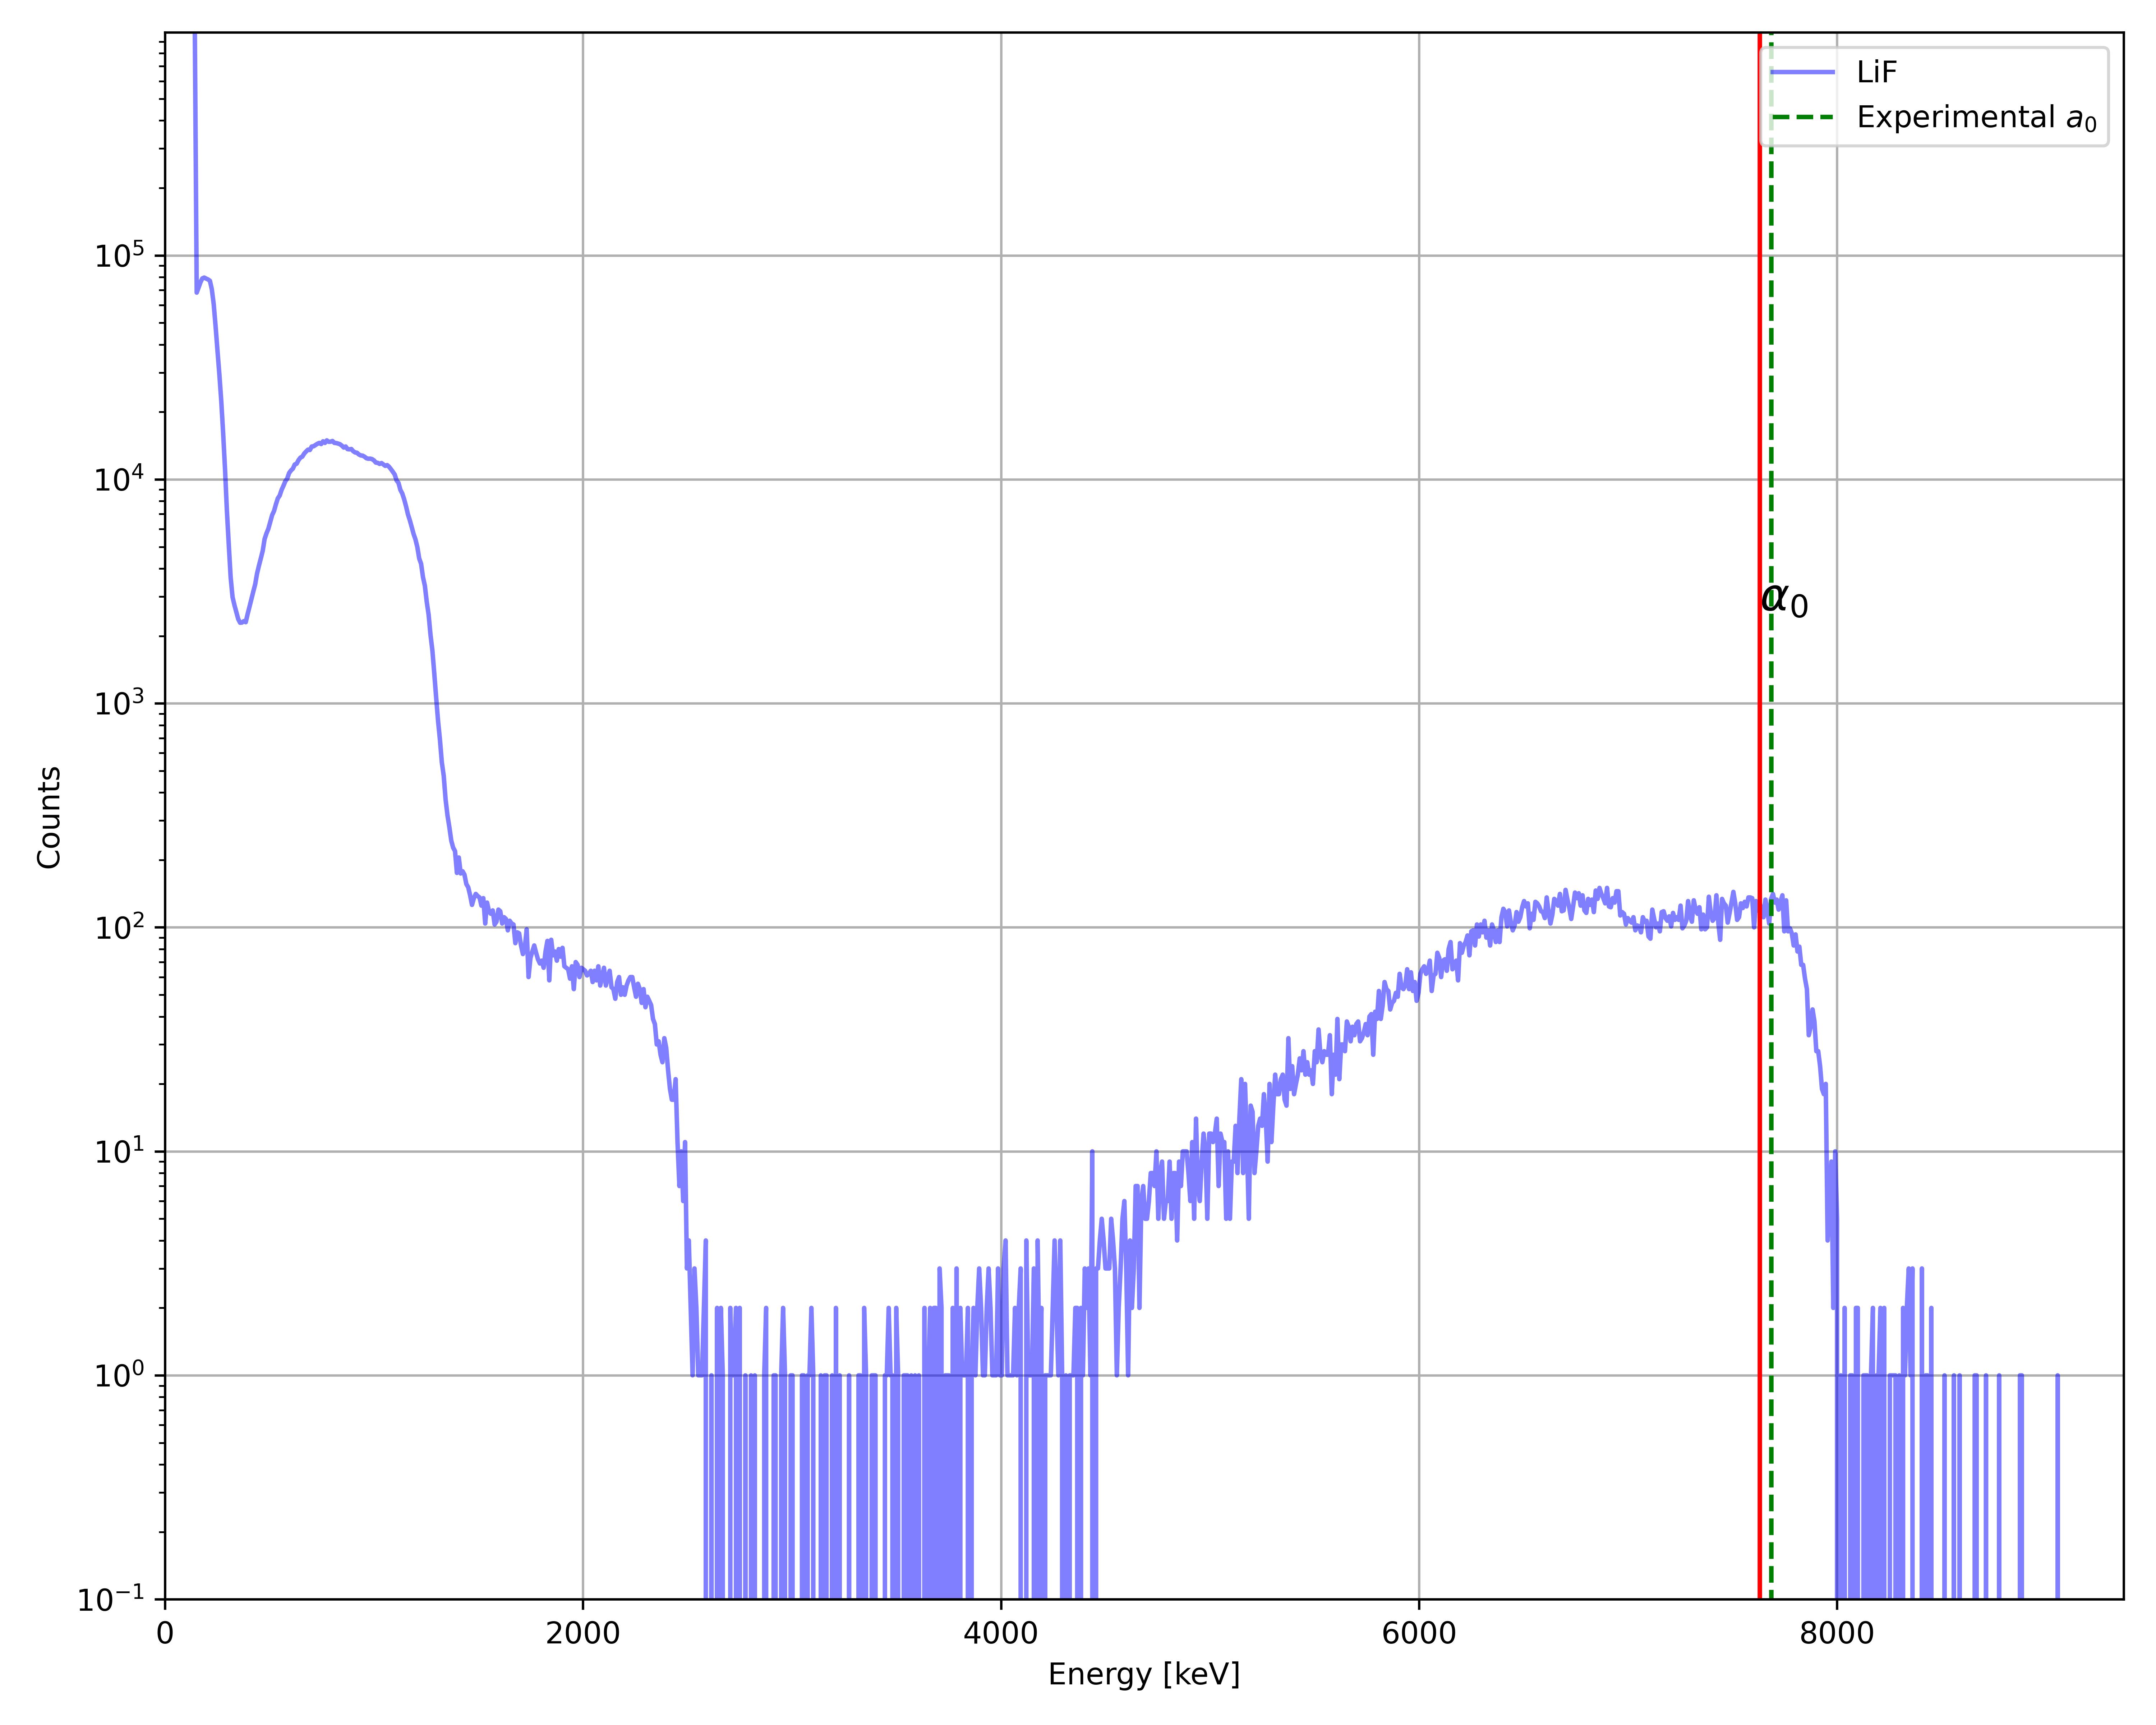 LiF
Experimental a₀
α₀
10⁵
10⁴
10³
10²
10¹
10⁰
10⁻¹
Counts
0 2000 4000 6000 8000
Energy [keV]